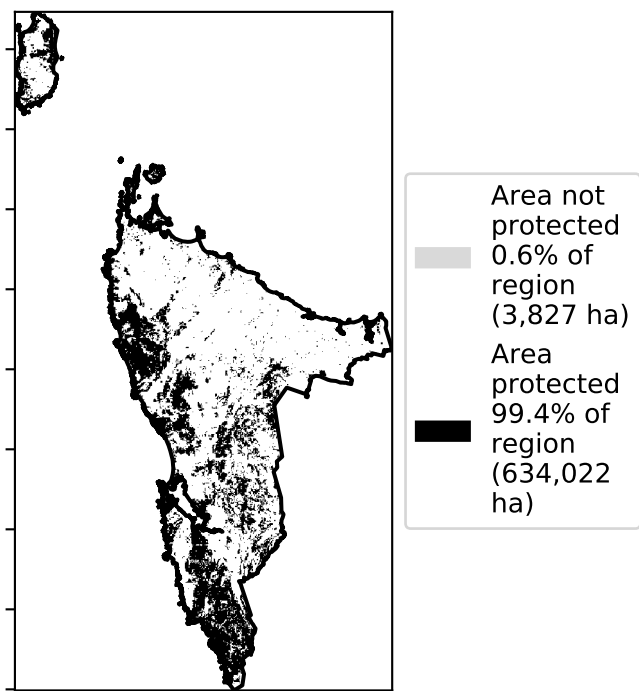 Area not
protected
0.6% of
region
(3,827 ha)
Area
protected
99.4% of
region
(634,022
ha)